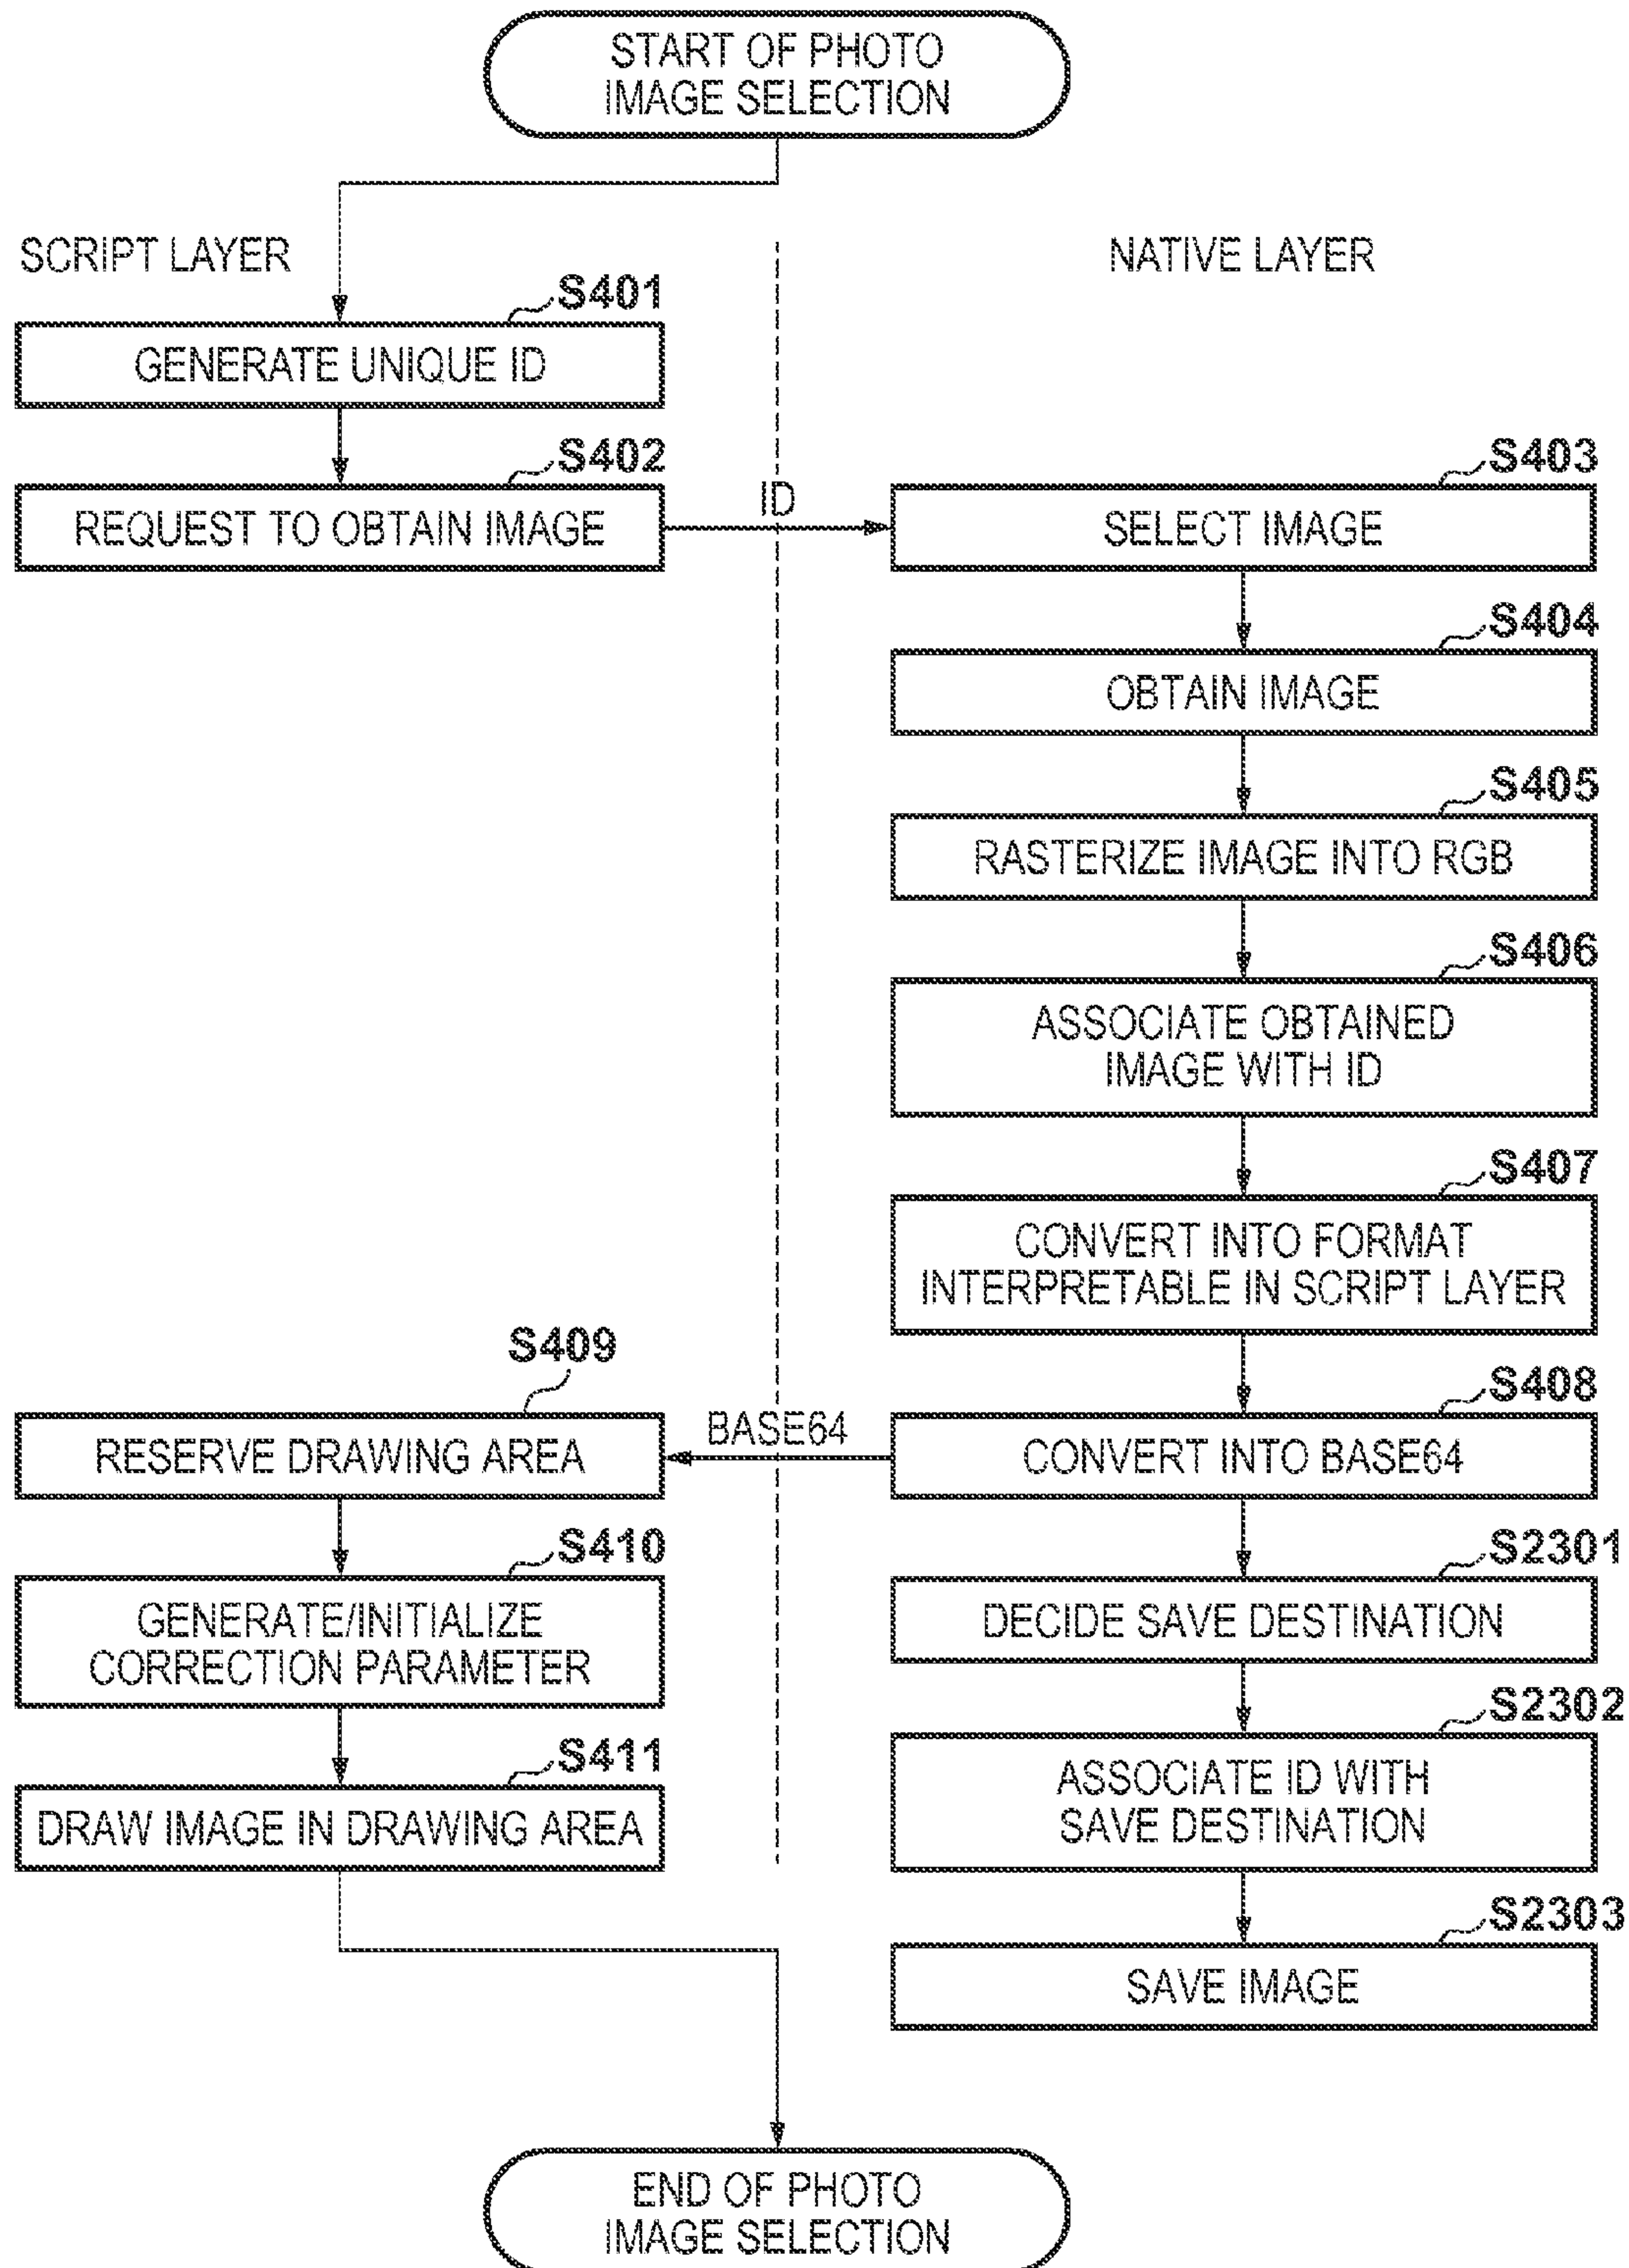 START OF PHOTO
IMAGE SELECTION
SCRIPT LAYER
NATIVE LAYER
S401
GENERATE UNIQUE ID
S402
REQUEST TO OBTAIN IMAGE
ID
S403
SELECT IMAGE
S404
OBTAIN IMAGE
S405
RASTERIZE IMAGE INTO RGB
S406
ASSOCIATE OBTAINED
IMAGE WITH ID
S407
CONVERT INTO FORMAT
INTERPRETABLE IN SCRIPT LAYER
S408
CONVERT INTO BASE64
BASE64
S409
RESERVE DRAWING AREA
S410
GENERATE/INITIALIZE
CORRECTION PARAMETER
S411
DRAW IMAGE IN DRAWING AREA
S2301
DECIDE SAVE DESTINATION
S2302
ASSOCIATE ID WITH
SAVE DESTINATION
S2303
SAVE IMAGE
END OF PHOTO
IMAGE SELECTION